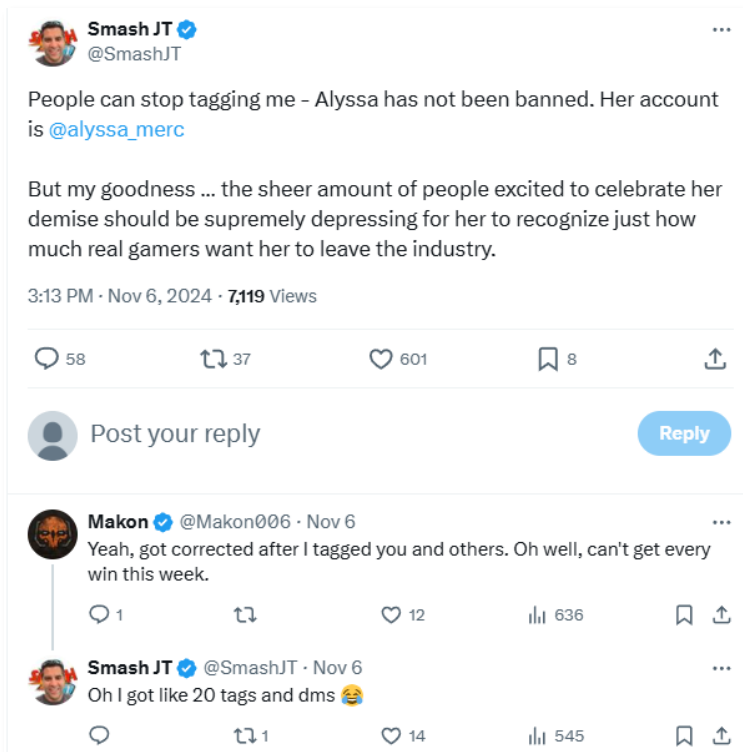 Smash JT
@SmashJT
People can stop tagging me - Alyssa has not been banned. Her account
is @alyssa_merc
But my goodness ... the sheer amount of people excited to celebrate her
demise should be supremely depressing for her to recognize just how
much real gamers want her to leave the industry.
3:13 PM · Nov 6, 2024 · 7,119 Views
58 37 601 8
Post your reply Reply
Makon @Makon006 · Nov 6
Yeah, got corrected after I tagged you and others. Oh well, can't get every
win this week.
1 12 636
Smash JT @SmashJT · Nov 6
Oh I got like 20 tags and dms 😂
1 14 545